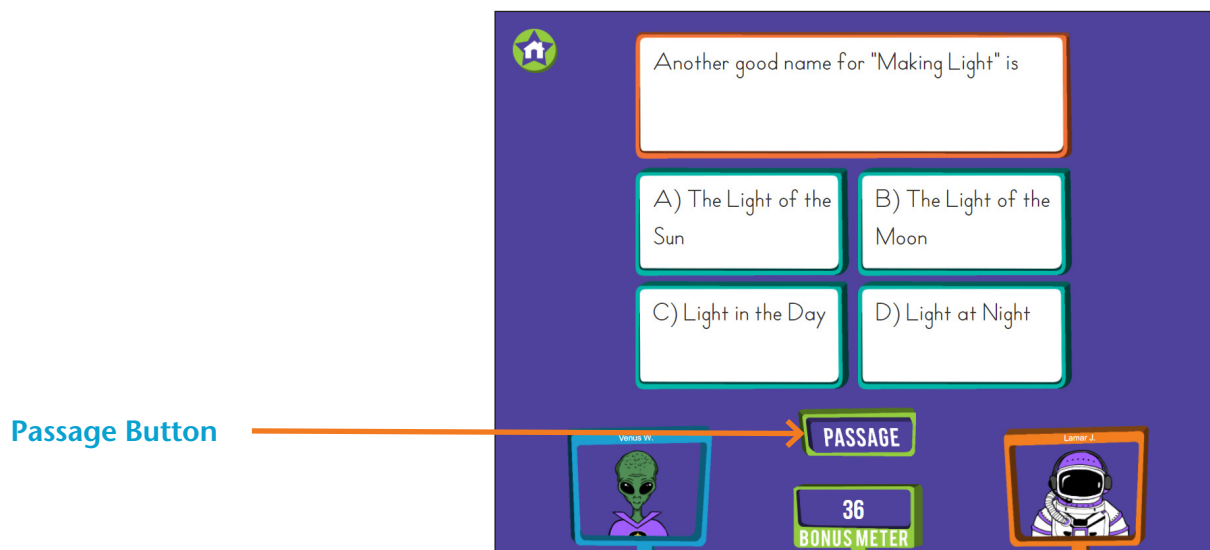 Another good name for "Making Light" is
A) The Light of the
Sun
B) The Light of the
Moon
C) Light in the Day
D) Light at Night
Passage Button
PASSAGE
Venus W.
Lamar J.
36
BONUS METER